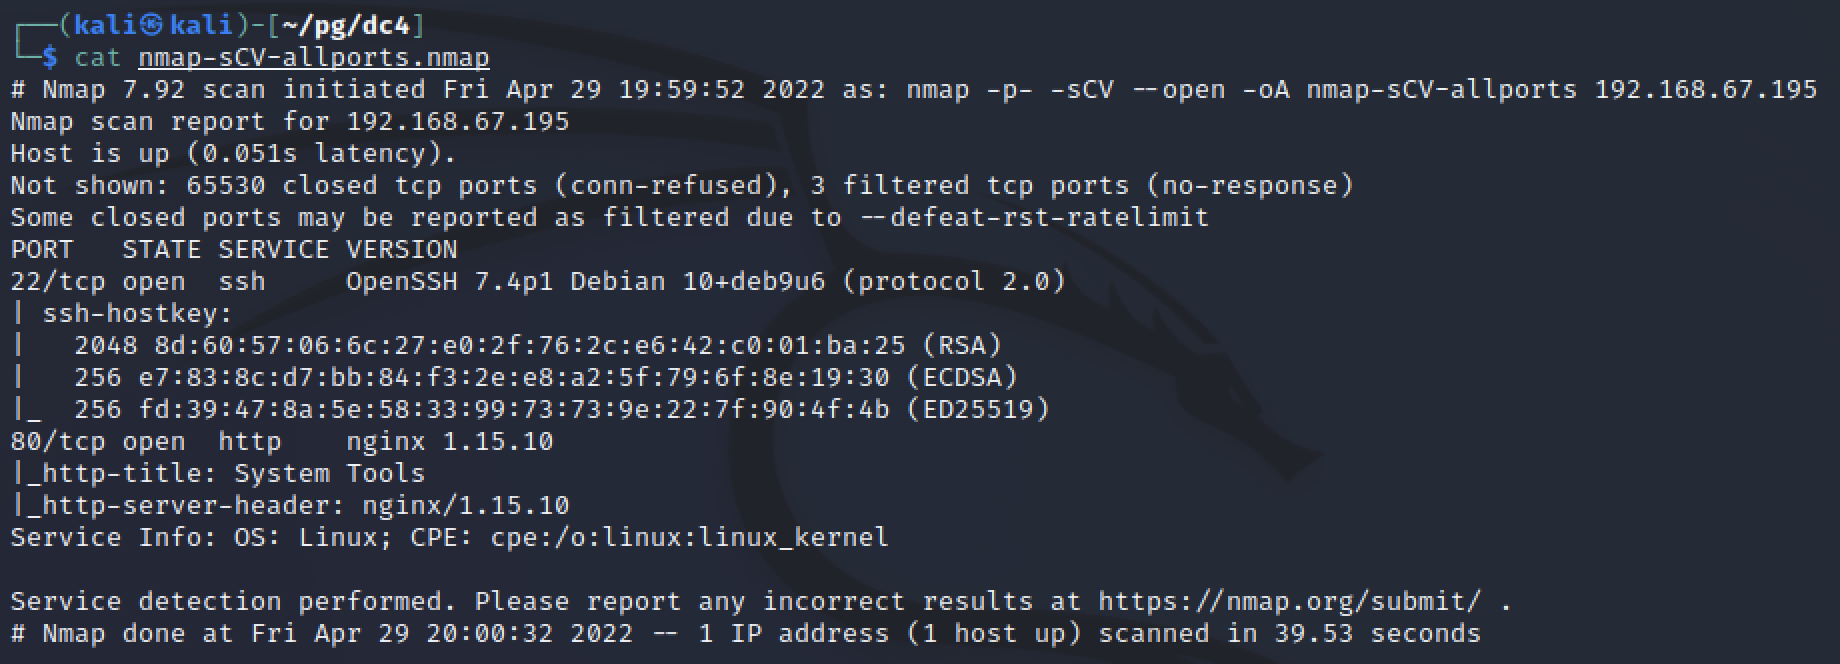 ┌──(kali㉿kali)-[~/pg/dc4]
└─$ cat nmap-sCV-allports.nmap
# Nmap 7.92 scan initiated Fri Apr 29 19:59:52 2022 as: nmap -p- -sCV --open -oA nmap-sCV-allports 192.168.67.195
Nmap scan report for 192.168.67.195
Host is up (0.051s latency).
Not shown: 65530 closed tcp ports (conn-refused), 3 filtered tcp ports (no-response)
Some closed ports may be reported as filtered due to --defeat-rst-ratelimit
PORT   STATE SERVICE VERSION
22/tcp open  ssh     OpenSSH 7.4p1 Debian 10+deb9u6 (protocol 2.0)
| ssh-hostkey:
|   2048 8d:60:57:06:6c:27:e0:2f:76:2c:e6:42:c0:01:ba:25 (RSA)
|   256 e7:83:8c:d7:bb:84:f3:2e:e8:a2:5f:79:6f:8e:19:30 (ECDSA)
|_  256 fd:39:47:8a:5e:58:33:99:73:73:9e:22:7f:90:4f:4b (ED25519)
80/tcp open  http    nginx 1.15.10
|_http-title: System Tools
|_http-server-header: nginx/1.15.10
Service Info: OS: Linux; CPE: cpe:/o:linux:linux_kernel
Service detection performed. Please report any incorrect results at https://nmap.org/submit/ .
# Nmap done at Fri Apr 29 20:00:32 2022 -- 1 IP address (1 host up) scanned in 39.53 seconds